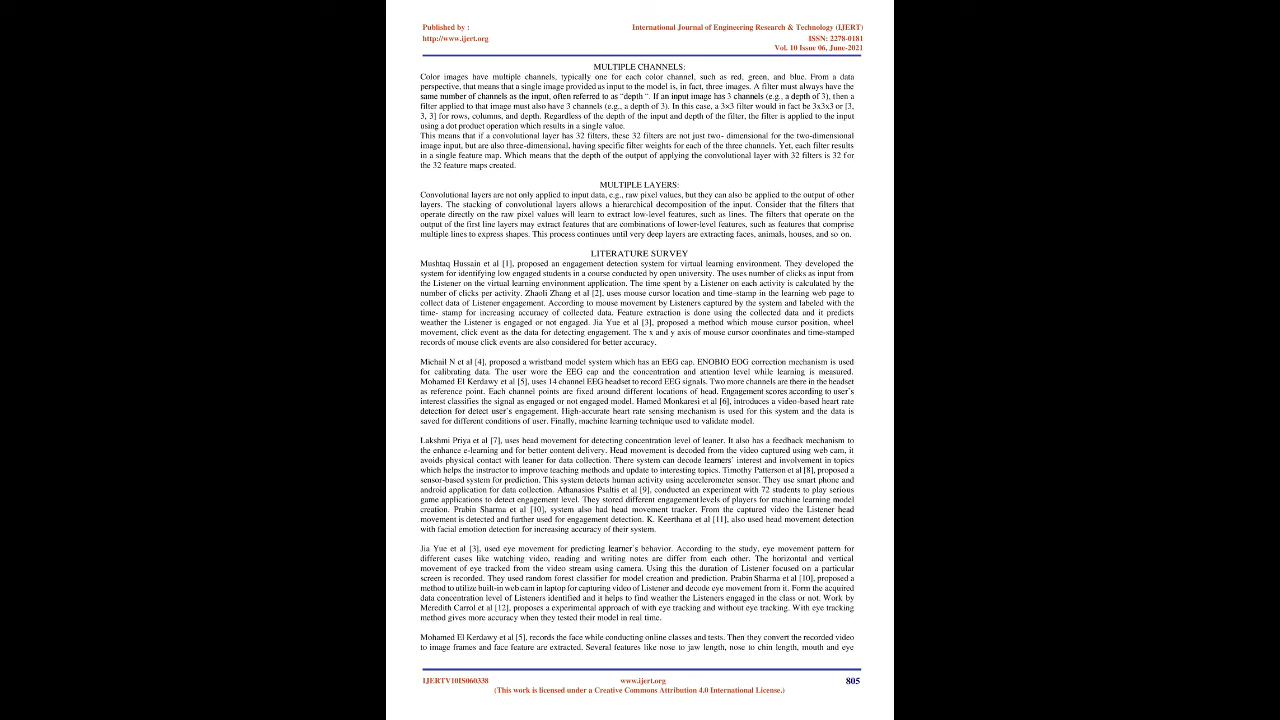 Published by :
http://www.ijert.org
International Journal of Engineering Research & Technology (IJERT)
ISSN: 2278-0181
Vol. 10 Issue 06, June-2021
MULTIPLE CHANNELS:
Color images have multiple channels, typically one for each color channel, such as red, green, and blue. From a data
perspective, that means that a single image provided as input to the model is, in fact, three images. A filter must always have the
same number of channels as the input, often referred to as “depth “. If an input image has 3 channels (e.g., a depth of 3), then a
filter applied to that image must also have 3 channels (e.g., a depth of 3). In this case, a 3×3 filter would in fact be 3x3x3 or [3,
3, 3] for rows, columns, and depth. Regardless of the depth of the input and depth of the filter, the filter is applied to the input
using a dot product operation which results in a single value.
This means that if a convolutional layer has 32 filters, these 32 filters are not just two- dimensional for the two-dimensional
image input, but are also three-dimensional, having specific filter weights for each of the three channels. Yet, each filter results
in a single feature map. Which means that the depth of the output of applying the convolutional layer with 32 filters is 32 for
the 32 feature maps created.
MULTIPLE LAYERS:
Convolutional layers are not only applied to input data, e.g., raw pixel values, but they can also be applied to the output of other
layers. The stacking of convolutional layers allows a hierarchical decomposition of the input. Consider that the filters that
operate directly on the raw pixel values will learn to extract low-level features, such as lines. The filters that operate on the
output of the first line layers may extract features that are combinations of lower-level features, such as features that comprise
multiple lines to express shapes. This process continues until very deep layers are extracting faces, animals, houses, and so on.
LITERATURE SURVEY
Mushtaq Hussain et al [1], proposed an engagement detection system for virtual learning environment. They developed the
system for identifying low engaged students in a course conducted by open university. The uses number of clicks as input from
the Listener on the virtual learning environment application. The time spent by a Listener on each activity is calculated by the
number of clicks per activity. Zhaoli Zhang et al [2], uses mouse cursor location and time-stamp in the learning web page to
collect data of Listener engagement. According to mouse movement by Listeners captured by the system and labeled with the
time- stamp for increasing accuracy of collected data. Feature extraction is done using the collected data and it predicts
weather the Listener is engaged or not engaged. Jia Yue et al [3], proposed a method which mouse cursor position, wheel
movement, click event as the data for detecting engagement. The x and y axis of mouse cursor coordinates and time-stamped
records of mouse click events are also considered for better accuracy.
Michail N et al [4], proposed a wristband model system which has an EEG cap. ENOBIO EOG correction mechanism is used
for calibrating data. The user wore the EEG cap and the concentration and attention level while learning is measured.
Mohamed El Kerdawy et al [5], uses 14 channel EEG headset to record EEG signals. Two more channels are there in the headset
as reference point. Each channel points are fixed around different locations of head. Engagement scores according to user’s
interest classifies the signal as engaged or not engaged model. Hamed Monkaresi et al [6], introduces a video-based heart rate
detection for detect user’s engagement. High-accurate heart rate sensing mechanism is used for this system and the data is
saved for different conditions of user. Finally, machine learning technique used to validate model.
Lakshmi Priya et al [7], uses head movement for detecting concentration level of leaner. It also has a feedback mechanism to
the enhance e-learning and for better content delivery. Head movement is decoded from the video captured using web cam, it
avoids physical contact with leaner for data collection. There system can decode learners’ interest and involvement in topics
which helps the instructor to improve teaching methods and update to interesting topics. Timothy Patterson et al [8], proposed a
sensor-based system for prediction. This system detects human activity using accelerometer sensor. They use smart phone and
android application for data collection. Athanasios Psaltis et al [9], conducted an experiment with 72 students to play serious
game applications to detect engagement level. They stored different engagement levels of players for machine learning model
creation. Prabin Sharma et al [10], system also had head movement tracker. From the captured video the Listener head
movement is detected and further used for engagement detection. K. Keerthana et al [11], also used head movement detection
with facial emotion detection for increasing accuracy of their system.
Jia Yue et al [3], used eye movement for predicting learner’s behavior. According to the study, eye movement pattern for
different cases like watching video, reading and writing notes are differ from each other. The horizontal and vertical
movement of eye tracked from the video stream using camera. Using this the duration of Listener focused on a particular
screen is recorded. They used random forest classifier for model creation and prediction. Prabin Sharma et al [10], proposed a
method to utilize built-in web cam in laptop for capturing video of Listener and decode eye movement from it. Form the acquired
data concentration level of Listeners identified and it helps to find weather the Listeners engaged in the class or not. Work by
Meredith Carrol et al [12], proposes a experimental approach of with eye tracking and without eye tracking. With eye tracking
method gives more accuracy when they tested their model in real time.
Mohamed El Kerdawy et al [5], records the face while conducting online classes and tests. Then they convert the recorded video
to image frames and face feature are extracted. Several features like nose to jaw length, nose to chin length, mouth and eye
IJERTV10IS060338
www.ijert.org
805
(This work is licensed under a Creative Commons Attribution 4.0 International License.)